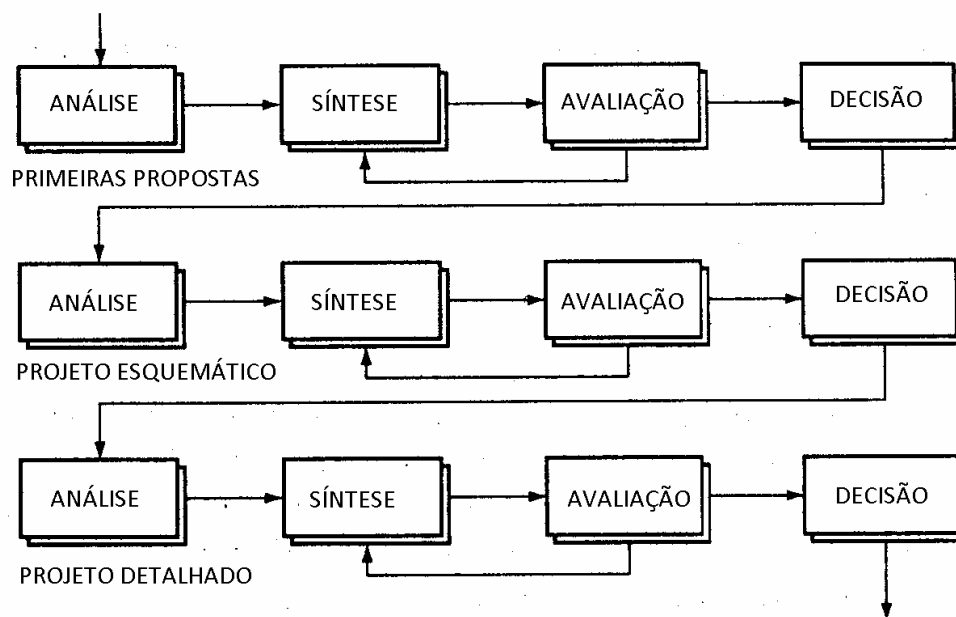 ANÁLISE
SÍNTESE
AVALIAÇÃO
DECISÃO
PRIMEIRAS PROPOSTAS
ANÁLISE
SÍNTESE
AVALIAÇÃO
DECISÃO
PROJETO ESQUEMÁTICO
ANÁLISE
SÍNTESE
AVALIAÇÃO
DECISÃO
PROJETO DETALHADO